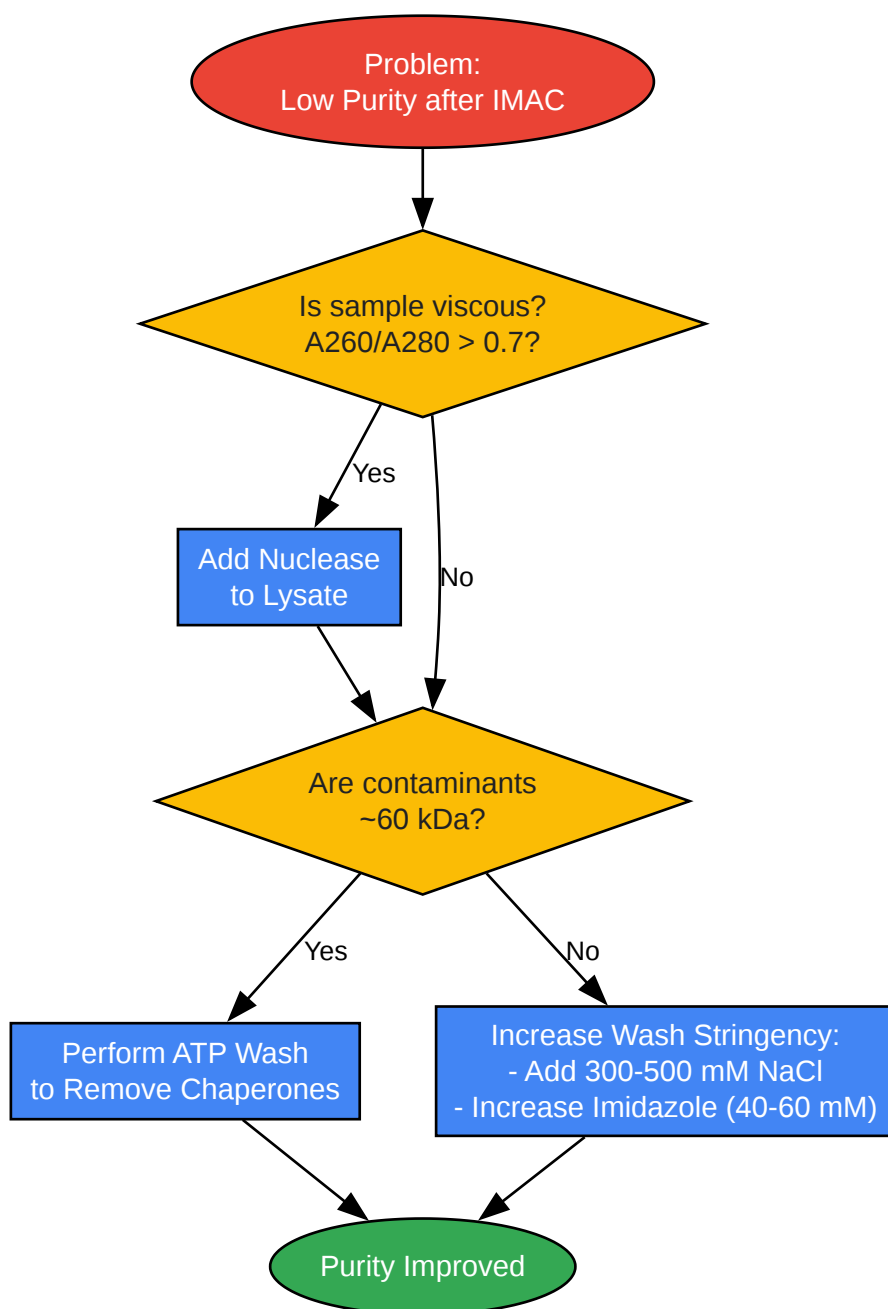 Problem:
Low Purity after IMAC
Is sample viscous?
A260/A280 > 0.7?
Yes
Add Nuclease
to Lysate
No
Are contaminants
~60 kDa?
Yes
No
Perform ATP Wash
to Remove Chaperones
Increase Wash Stringency:
- Add 300-500 mM NaCl
- Increase Imidazole (40-60 mM)
Purity Improved